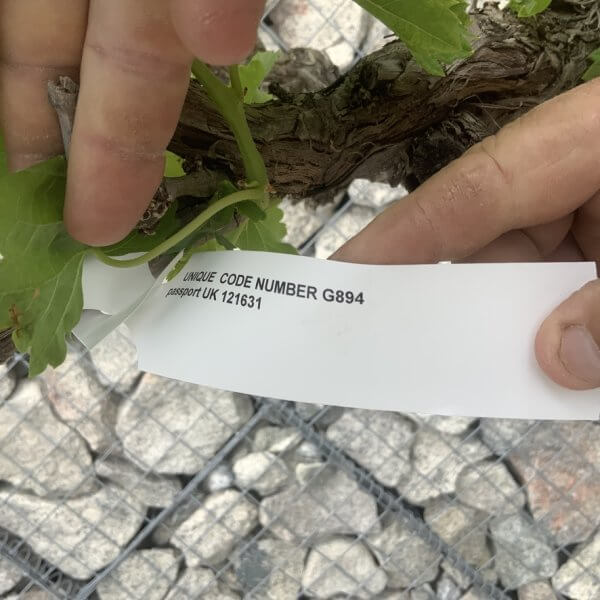 UNIQUE CODE NUMBER G894
passport UK 121631